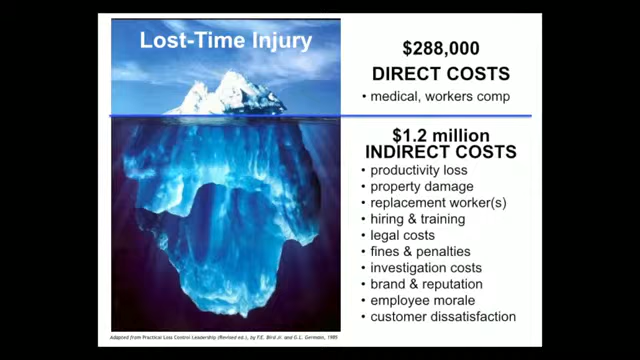 Lost-Time Injury
$288,000
DIRECT COSTS
• medical, workers comp
$1.2 million
INDIRECT COSTS
• productivity loss
• property damage
• replacement worker(s)
• hiring & training
• legal costs
• fines & penalties
• investigation costs
• brand & reputation
• employee morale
• customer dissatisfaction
Adapted from Practical Loss Control Leadership (Revised ed.), by F.E. Bird Jr. and G.L. Germain, 1985